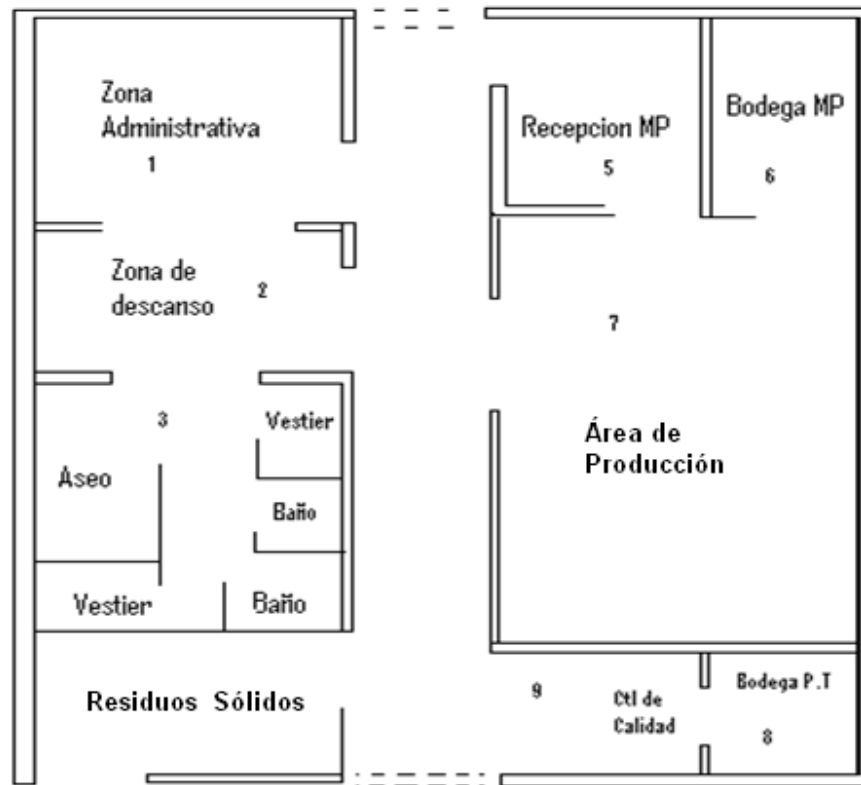 Zona
Administrativa
1
Recepcion MP
5
Bodega MP
6
Zona de
descanso
2
7
3
Vestier
Área de
Producción
Aseo
Baño
Vestier
Baño
Residuos Sólidos
9
Ctl de
Calidad
Bodega P.T
8